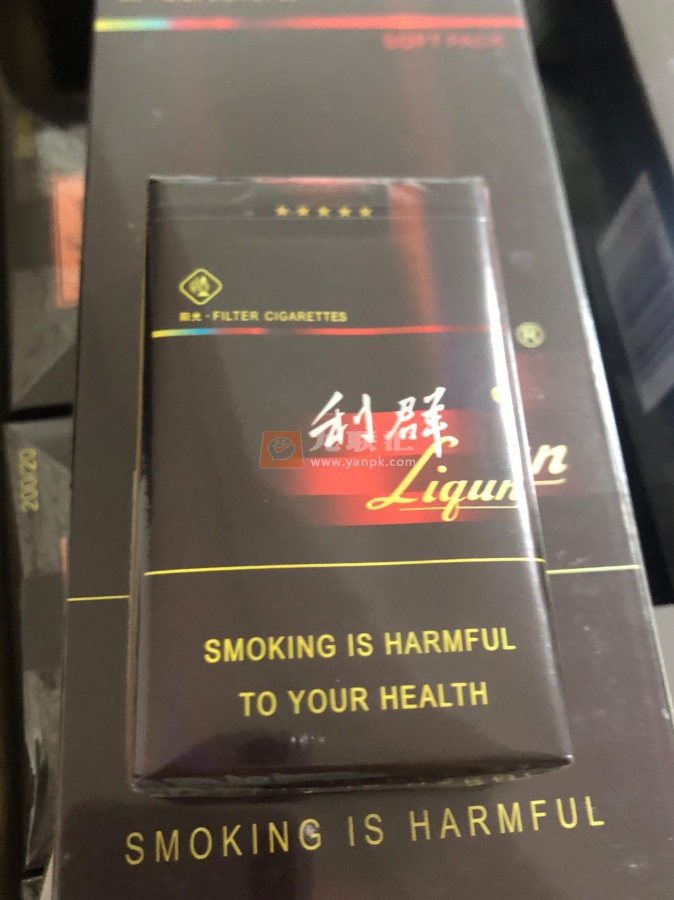 SOFT PACK
★★★★★
阳光·FILTER CIGARETTES
®
利群
Liqun
www.yanpk.com
200/20
SMOKING IS HARMFUL
TO YOUR HEALTH
SMOKING IS HARMFUL